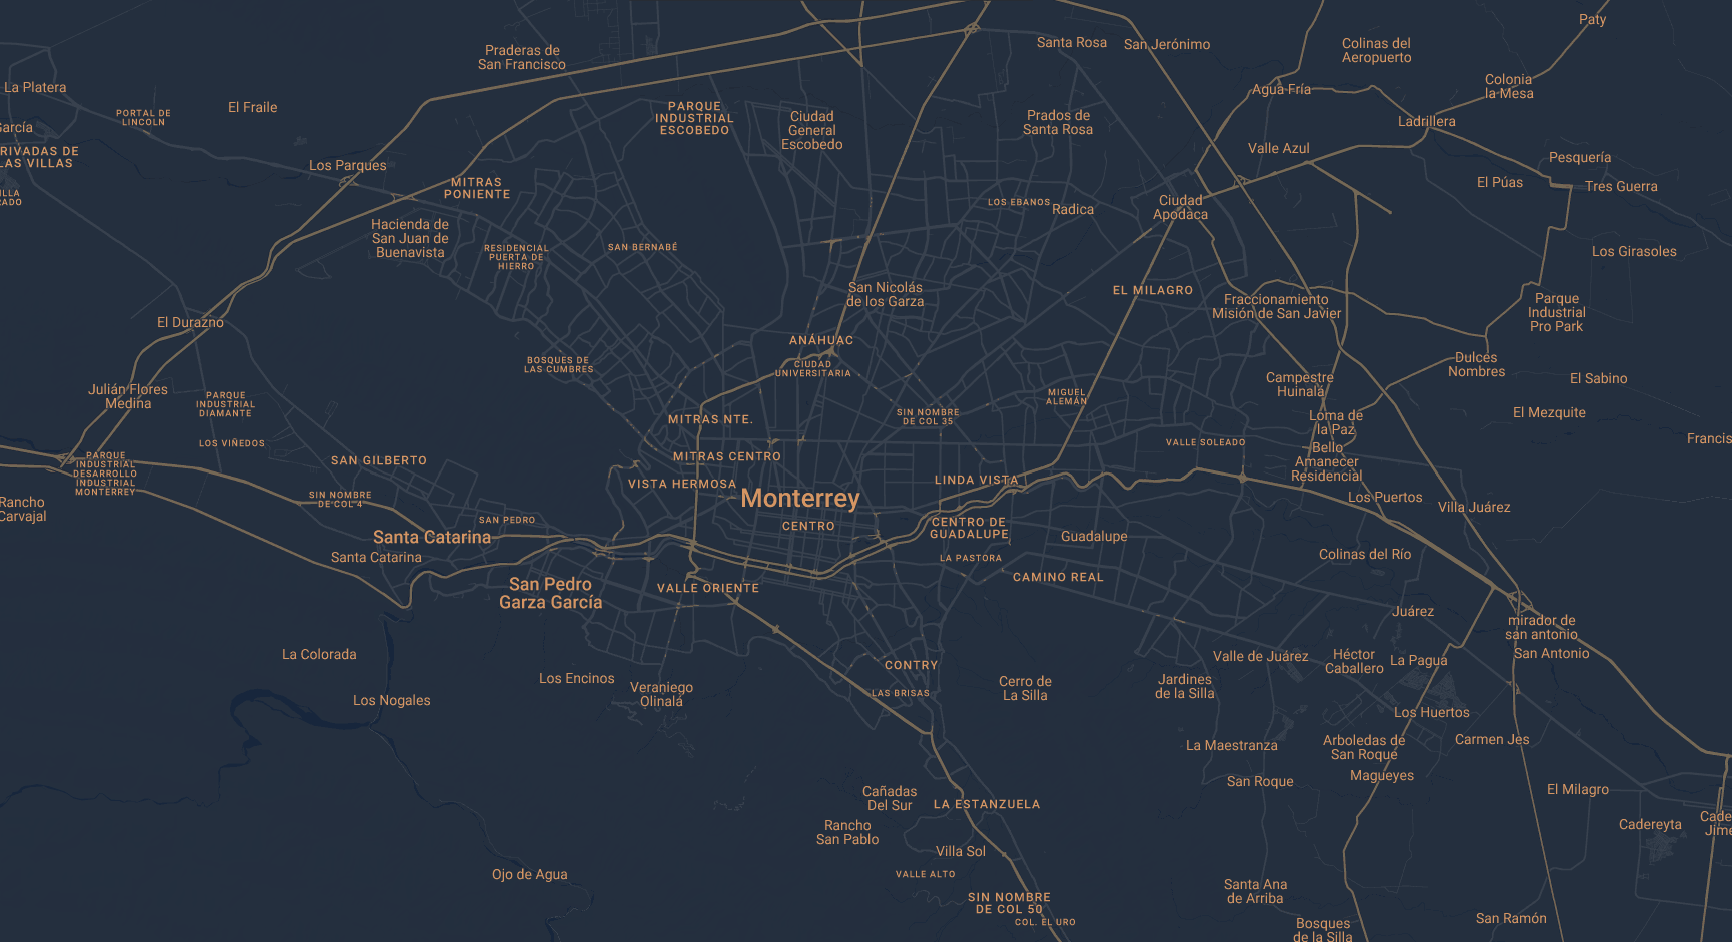 Paty
Santa Rosa
San Jerónimo
Colinas del
Aeropuerto
Praderas de
San Francisco
La Platera
Agua Fría
Colonia
la Mesa
PORTAL DE
LINCOLN
El Fraile
PARQUE
INDUSTRIAL
ESCOBEDO
Ciudad
General
Escobedo
Prados de
Santa Rosa
Ladrillera
García
RIVADAS DE
LAS VILLAS
Valle Azul
Pesquería
Los Parques
MITRAS
PONIENTE
El Púas
Tres Guerra
ILLA
RADO
LOS EBANOS
Radica
Ciudad
Apodaca
Hacienda de
San Juan de
Buenavista
RESIDENCIAL
PUERTA DE
HIERRO
SAN BERNABÉ
Los Girasoles
San Nicolás
de los Garza
EL MILAGRO
Fraccionamiento
Misión de San Javier
Parque
Industrial
Pro Park
El Durazno
ANÁHUAC
CIUDAD
UNIVERSITARIA
BOSQUES DE
LAS CUMBRES
Dulces
Nombres
El Sabino
Julián Flores
Medina
PARQUE
INDUSTRIAL
DIAMANTE
MIGUEL
ALEMÁN
Campestre
Huinalá
MITRAS NTE.
SIN NOMBRE
DE COL 35
El Mezquite
Loma de
la Paz
LOS VIÑEDOS
VALLE SOLEADO
Francis
PARQUE
INDUSTRIAL
DESARROLLO
INDUSTRIAL
MONTERREY
SAN GILBERTO
MITRAS CENTRO
Bello
Amanecer
Residencial
VISTA HERMOSA
LINDA VISTA
Rancho
Carvajal
SIN NOMBRE
DE COL 4
Monterrey
Los Puertos
Villa Juárez
SAN PEDRO
CENTRO
CENTRO DE
GUADALUPE
Guadalupe
Santa Catarina
Santa Catarina
LA PASTORA
Colinas del Río
CAMINO REAL
San Pedro
Garza García
VALLE ORIENTE
Juárez
mirador de
san antonio
San Antonio
La Colorada
CONTRY
Valle de Juárez
Héctor
Caballero
La Pagua
Los Encinos
Veraniego
Olinalá
LAS BRISAS
Cerro de
La Silla
Jardines
de la Silla
Los Nogales
Los Huertos
La Maestranza
Arboledas de
San Roque
Carmen Jes
San Roque
Magueyes
Cañadas
Del Sur
LA ESTANZUELA
El Milagro
Rancho
San Pablo
Cadereyta
Cade
Jime
Villa Sol
Ojo de Agua
VALLE ALTO
Santa Ana
de Arriba
SIN NOMBRE
DE COL 50
COL. EL URO
San Ramón
Bosques
de la Silla